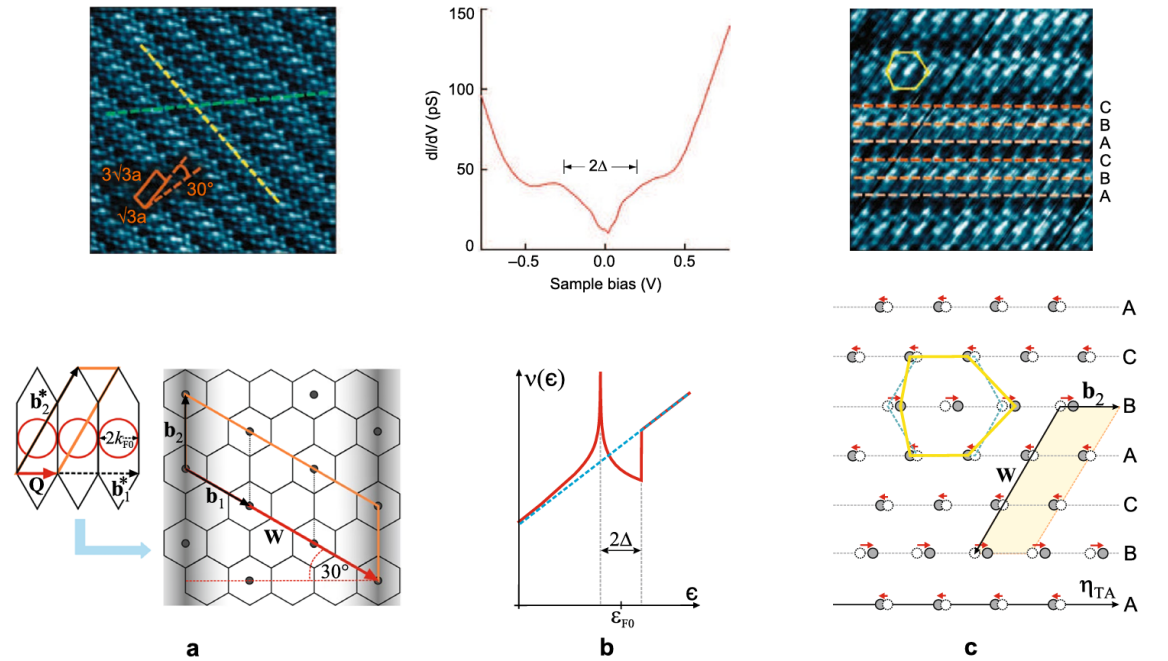 3√3a
30°
√3a
dI/dV (pS)
150
100
50
0
2Δ
−0.5
0.0
0.5
Sample bias (V)
C
B
A
C
B
A
b*2
2kF0
Q
b*1
b2
b1
W
30°
ν(ϵ)
2Δ
εF0
ϵ
A
C
b2
B
A
W
C
B
ηTA
A
a
b
c